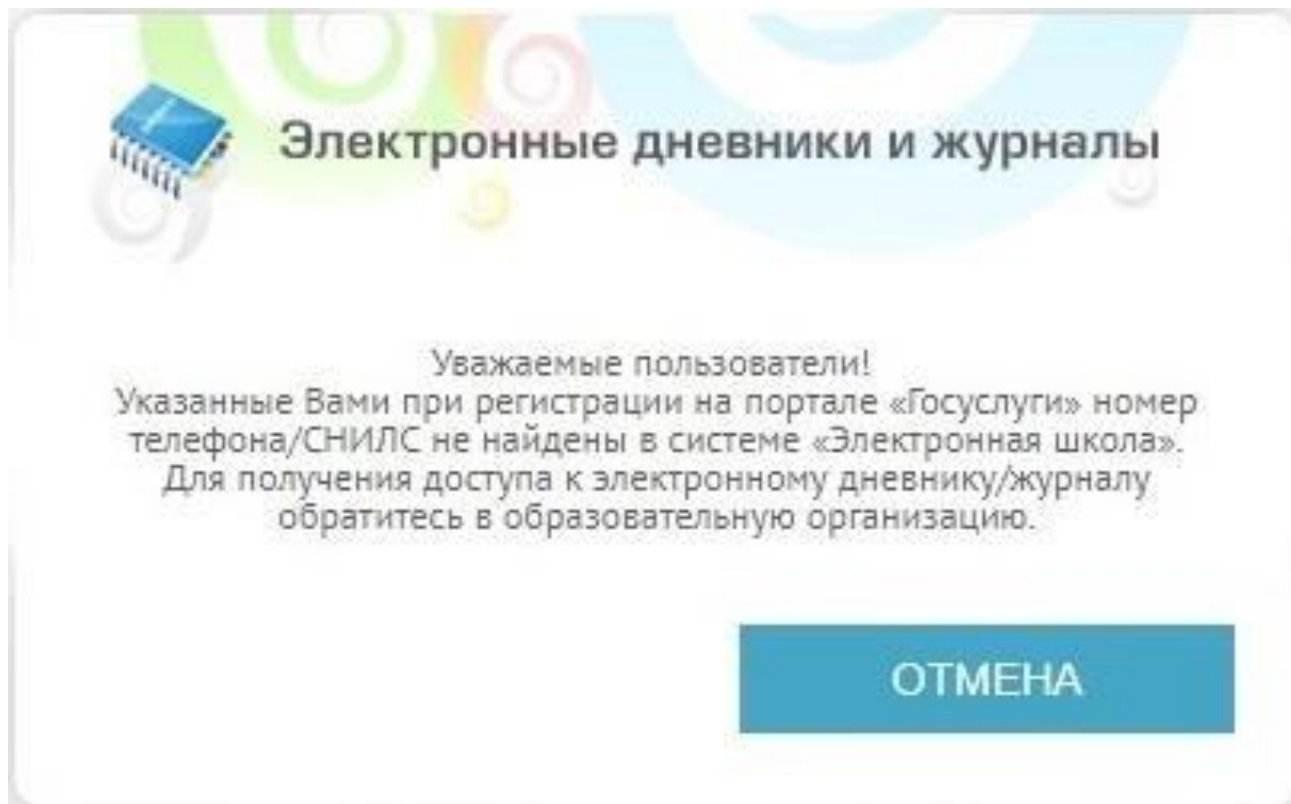 Электронные дневники и журналы
Уважаемые пользователи!
Указанные Вами при регистрации на портале «Госуслуги» номер
телефона/СНИЛС не найдены в системе «Электронная школа».
Для получения доступа к электронному дневнику/журналу
обратитесь в образовательную организацию.
ОТМЕНА